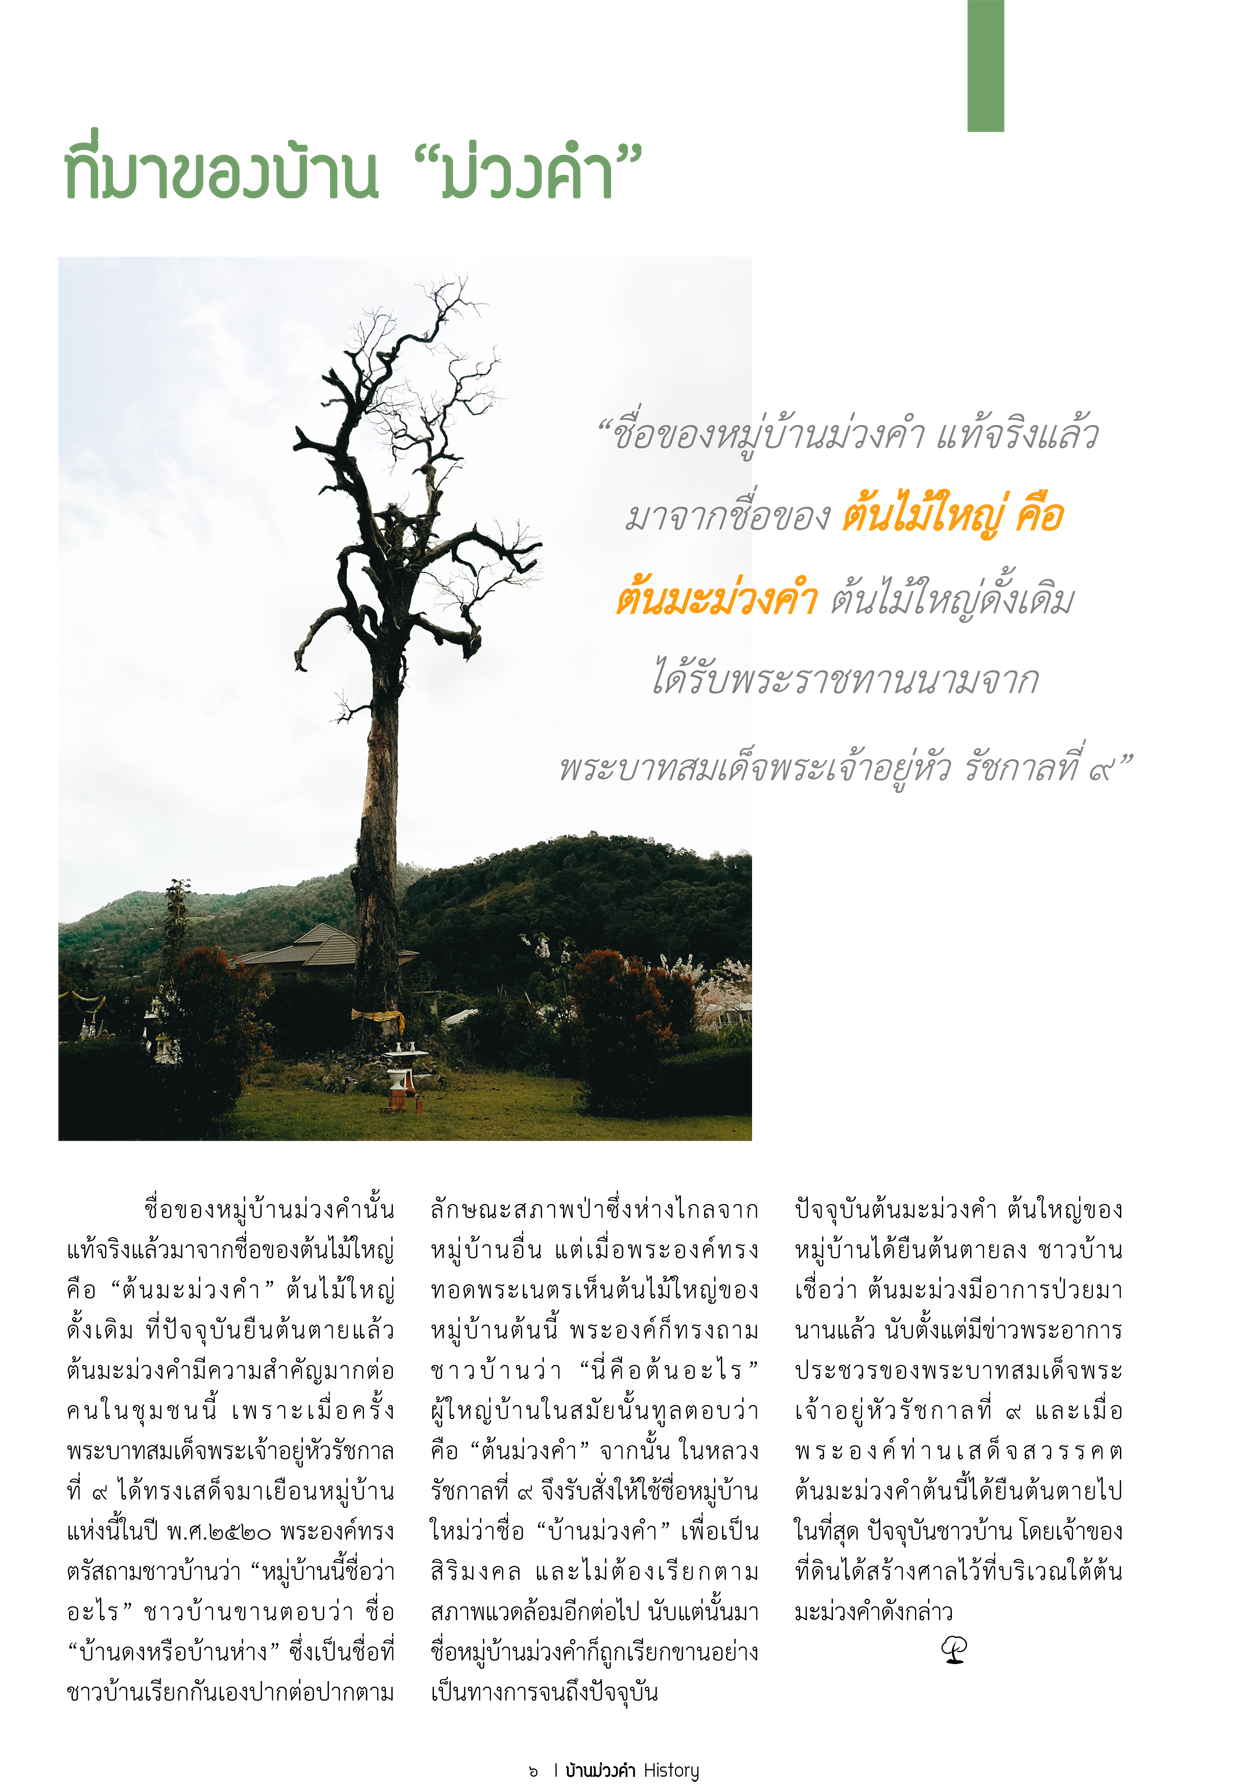 ที่มาของบ้าน “ม่วงคำ”
“ชื่อของหมู่บ้านม่วงคำ แท้จริงแล้ว
มาจากชื่อของ ต้นไม้ใหญ่ คือ
ต้นมะม่วงคำ ต้นไม้ใหญ่ดั้งเดิม
ได้รับพระราชทานนามจาก
พระบาทสมเด็จพระเจ้าอยู่หัว รัชกาลที่ ๙”
ชื่อของหมู่บ้านม่วงคำนั้น
แท้จริงแล้วมาจากชื่อของต้นไม้ใหญ่
คือ “ต้นมะม่วงคำ” ต้นไม้ใหญ่
ดั้งเดิม ที่ปัจจุบันยืนต้นตายแล้ว
ต้นมะม่วงคำมีความสำคัญมากต่อ
คนในชุมชนนี้ เพราะเมื่อครั้ง
พระบาทสมเด็จพระเจ้าอยู่หัวรัชกาล
ที่ ๙ ได้ทรงเสด็จมาเยือนหมู่บ้าน
แห่งนี้ในปี พ.ศ.๒๕๒๐ พระองค์ทรง
ตรัสถามชาวบ้านว่า “หมู่บ้านนี้ชื่อว่า
อะไร” ชาวบ้านขานตอบว่า ชื่อ
“บ้านดงหรือบ้านห่าง” ซึ่งเป็นชื่อที่
ชาวบ้านเรียกกันเองปากต่อปากตาม
ลักษณะสภาพป่าซึ่งห่างไกลจาก
หมู่บ้านอื่น แต่เมื่อพระองค์ทรง
ทอดพระเนตรเห็นต้นไม้ใหญ่ของ
หมู่บ้านต้นนี้ พระองค์ก็ทรงถาม
ชาวบ้านว่า “นี่คือต้นอะไร”
ผู้ใหญ่บ้านในสมัยนั้นทูลตอบว่า
คือ “ต้นม่วงคำ” จากนั้น ในหลวง
รัชกาลที่ ๙ จึงรับสั่งให้ใช้ชื่อหมู่บ้าน
ใหม่ว่าชื่อ “บ้านม่วงคำ” เพื่อเป็น
สิริมงคล และไม่ต้องเรียกตาม
สภาพแวดล้อมอีกต่อไป นับแต่นั้นมา
ชื่อหมู่บ้านม่วงคำก็ถูกเรียกขานอย่าง
เป็นทางการจนถึงปัจจุบัน
ปัจจุบันต้นมะม่วงคำ ต้นใหญ่ของ
หมู่บ้านได้ยืนต้นตายลง ชาวบ้าน
เชื่อว่า ต้นมะม่วงมีอาการป่วยมา
นานแล้ว นับตั้งแต่มีข่าวพระอาการ
ประชวรของพระบาทสมเด็จพระ
เจ้าอยู่หัวรัชกาลที่ ๙ และเมื่อ
พระองค์ท่านเสด็จสวรรคต
ต้นมะม่วงคำต้นนี้ได้ยืนต้นตายไป
ในที่สุด ปัจจุบันชาวบ้าน โดยเจ้าของ
ที่ดินได้สร้างศาลไว้ที่บริเวณใต้ต้น
มะม่วงคำดังกล่าว
๖ | บ้านม่วงคำ History